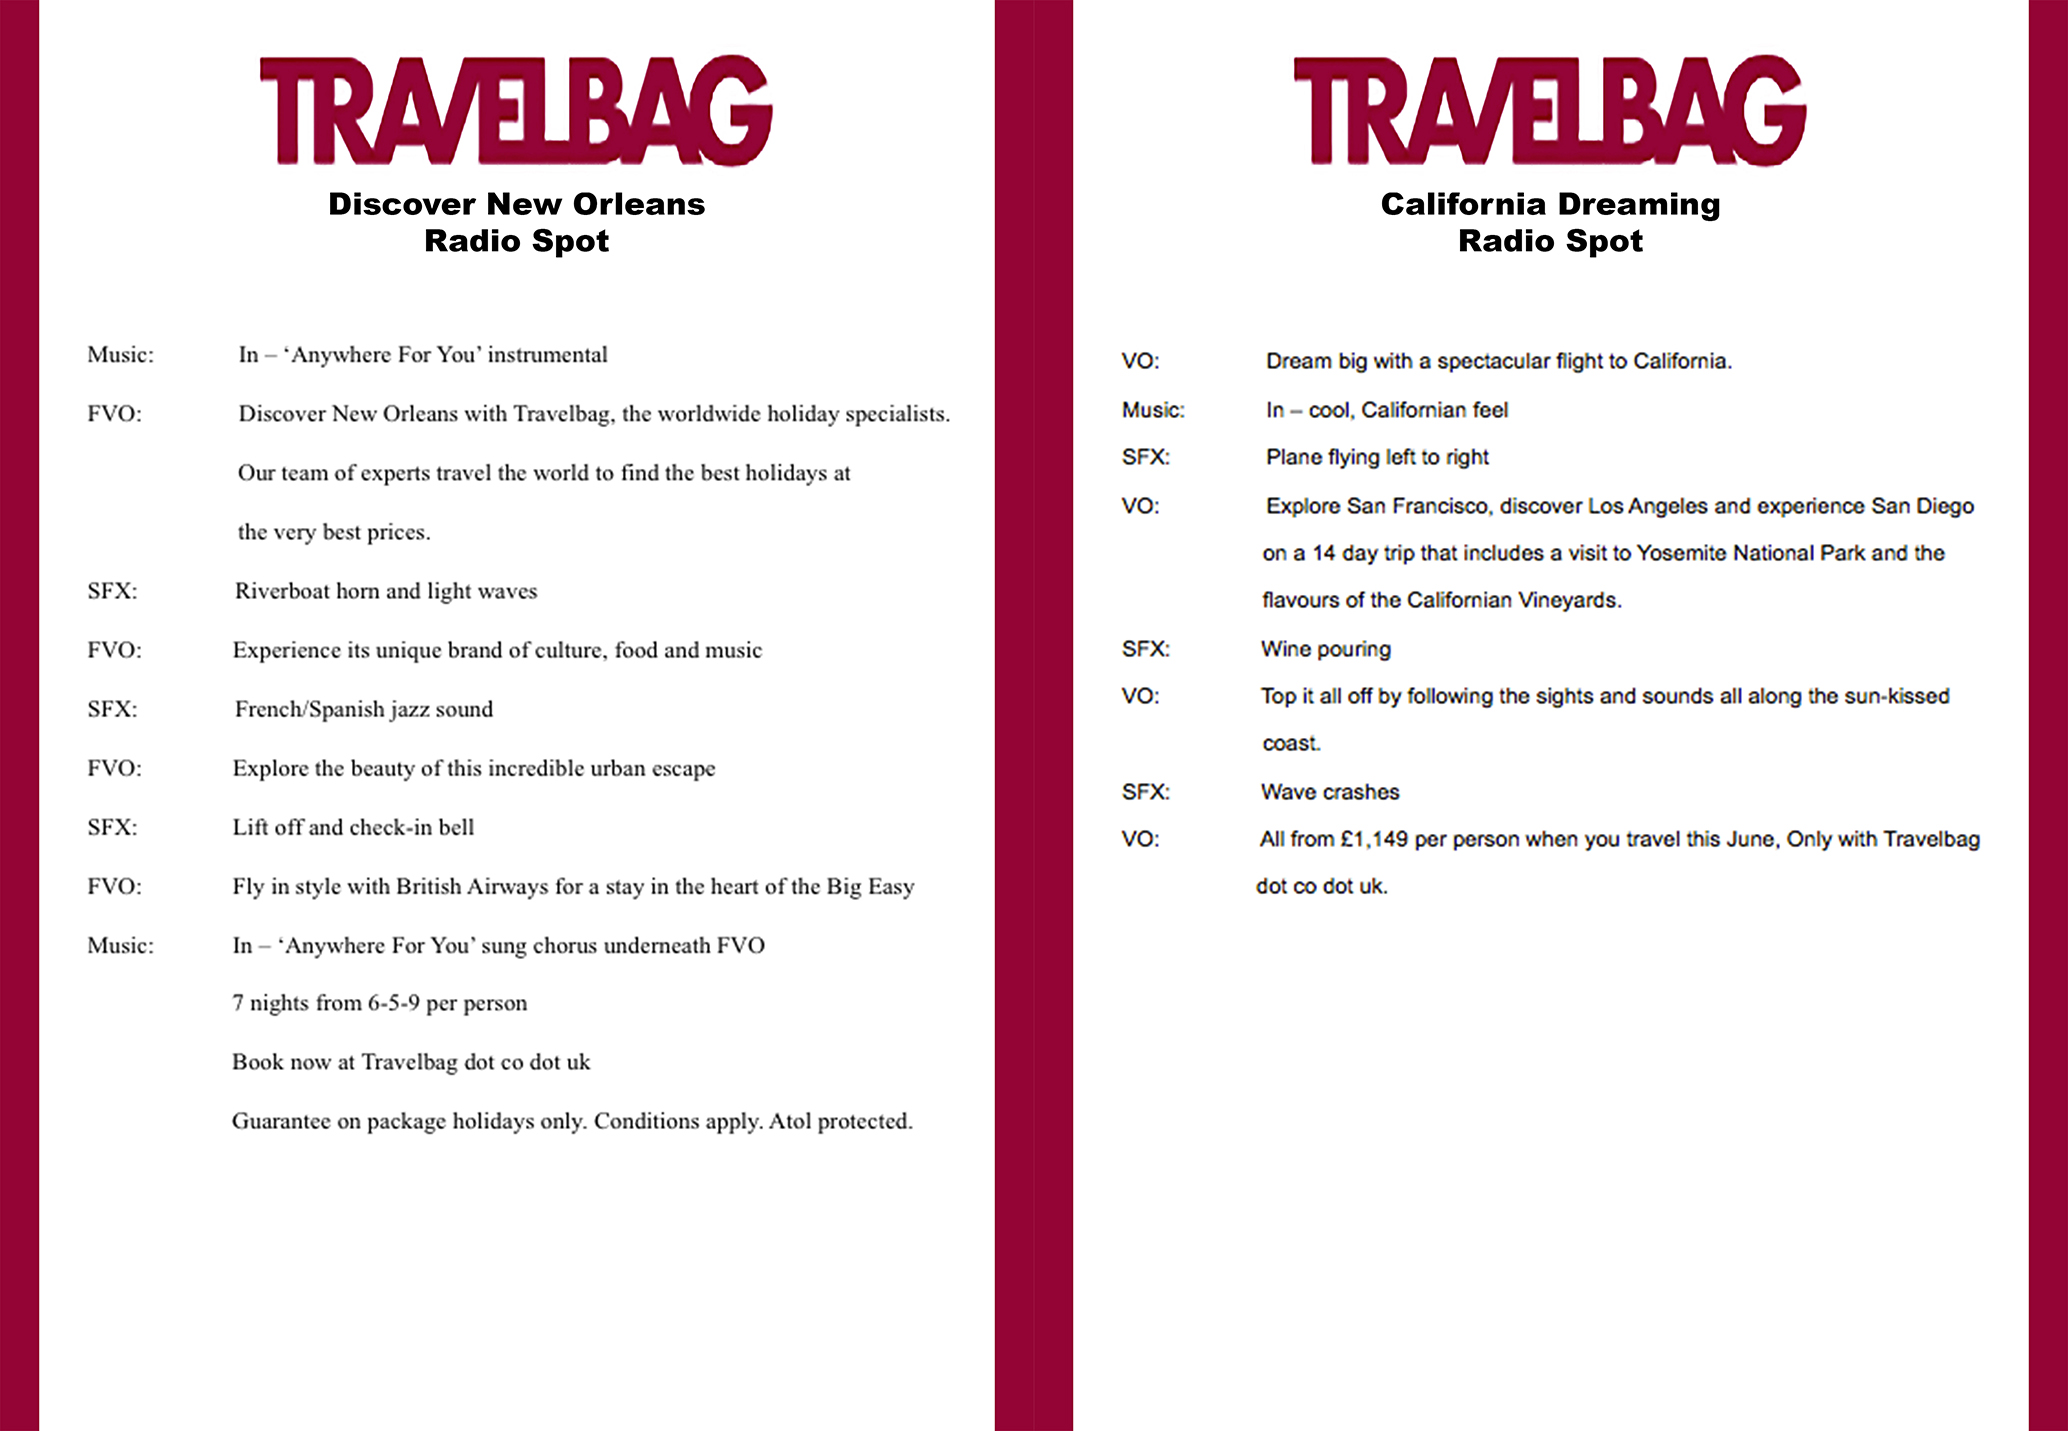 TRAVELBAG
Discover New Orleans
Radio Spot
Music: In – ‘Anywhere For You’ instrumental
FVO: Discover New Orleans with Travelbag, the worldwide holiday specialists.
Our team of experts travel the world to find the best holidays at
the very best prices.
SFX: Riverboat horn and light waves
FVO: Experience its unique brand of culture, food and music
SFX: French/Spanish jazz sound
FVO: Explore the beauty of this incredible urban escape
SFX: Lift off and check-in bell
FVO: Fly in style with British Airways for a stay in the heart of the Big Easy
Music: In – ‘Anywhere For You’ sung chorus underneath FVO
7 nights from 6-5-9 per person
Book now at Travelbag dot co dot uk
Guarantee on package holidays only. Conditions apply. Atol protected.
TRAVELBAG
California Dreaming
Radio Spot
VO: Dream big with a spectacular flight to California.
Music: In – cool, Californian feel
SFX: Plane flying left to right
VO: Explore San Francisco, discover Los Angeles and experience San Diego
on a 14 day trip that includes a visit to Yosemite National Park and the
flavours of the Californian Vineyards.
SFX: Wine pouring
VO: Top it all off by following the sights and sounds all along the sun-kissed
coast.
SFX: Wave crashes
VO: All from £1,149 per person when you travel this June, Only with Travelbag
dot co dot uk.